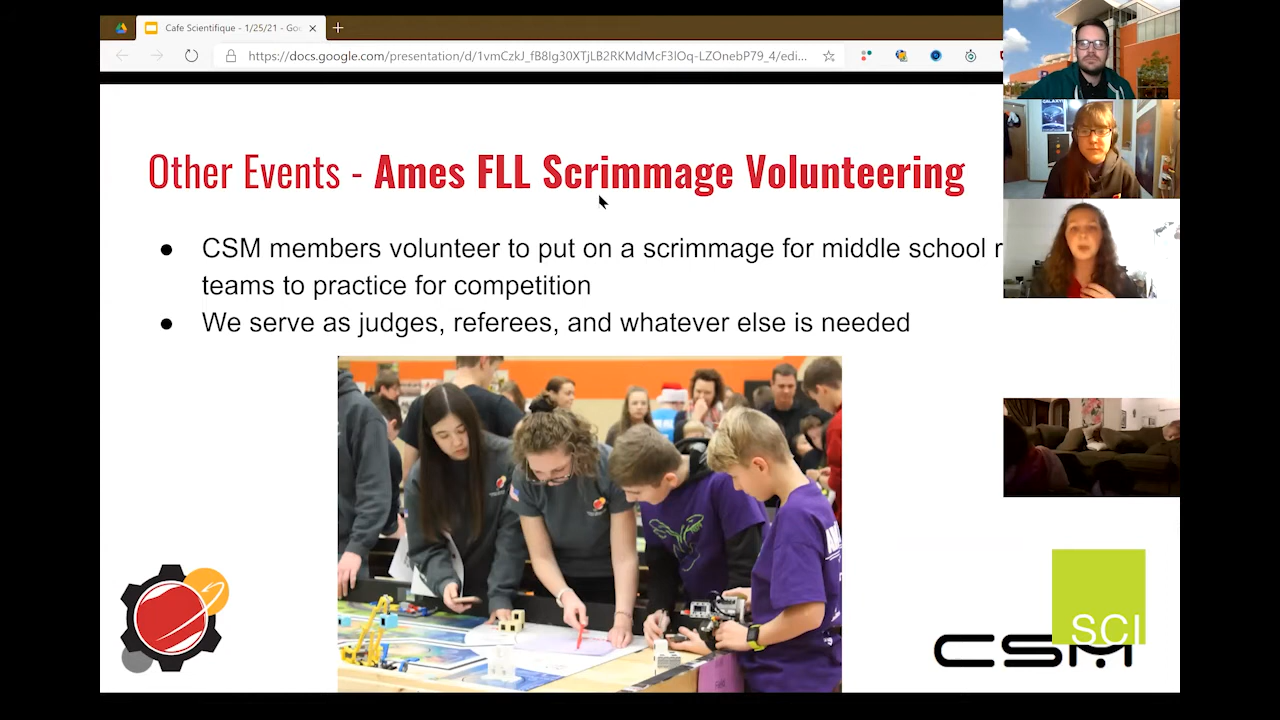 Cafe Scientifique - 1/25/21 - Goo
https://docs.google.com/presentation/d/1vmCzkJ_fB8Ig30XTjLB2RKMdMcF3lOq-LZOnebP79_4/edi...
Other Events - Ames FLL Scrimmage Volunteering
● CSM members volunteer to put on a scrimmage for middle school r
teams to practice for competition
● We serve as judges, referees, and whatever else is needed
SCI
CSM